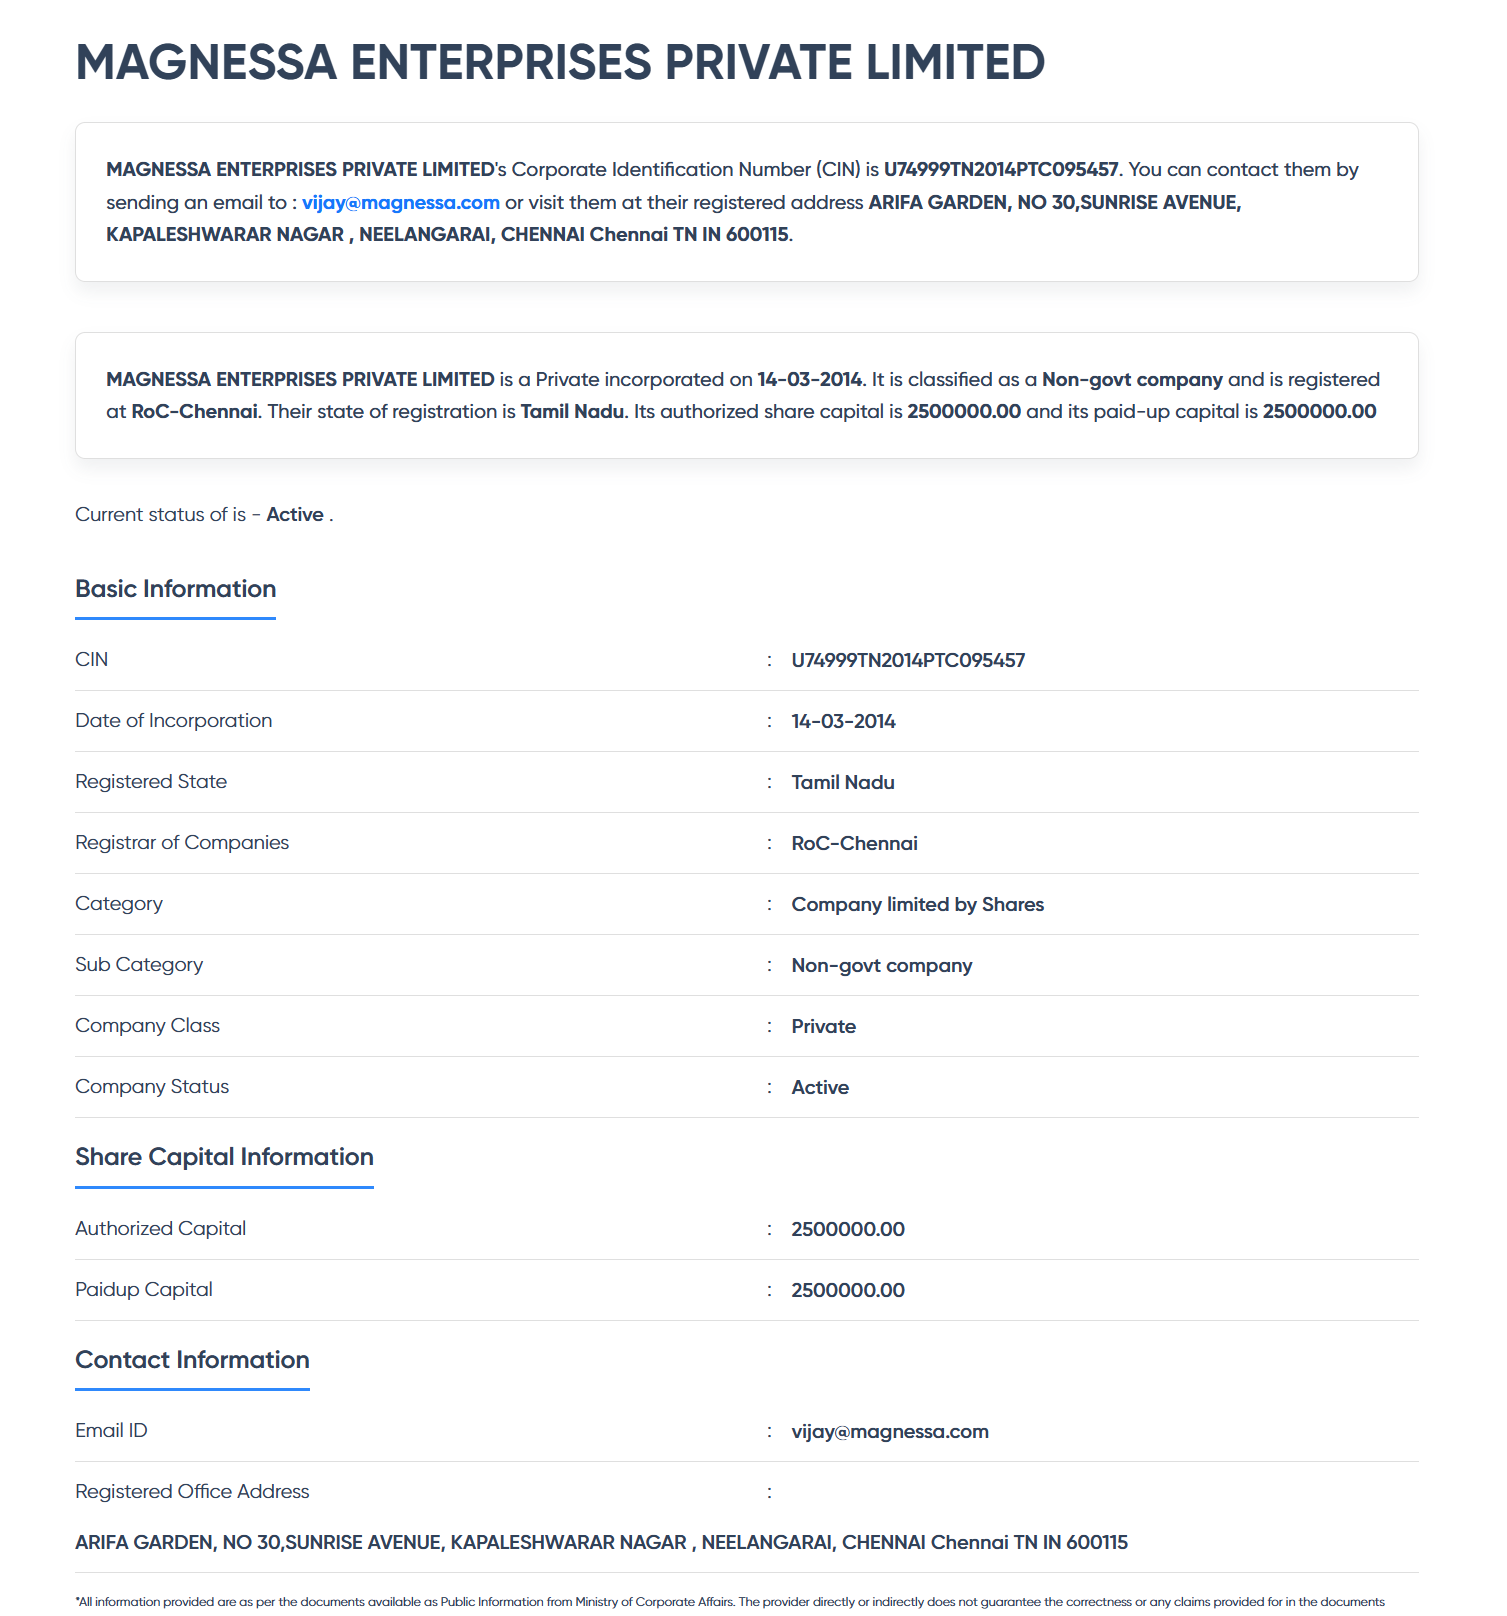 MAGNESSA ENTERPRISES PRIVATE LIMITED
MAGNESSA ENTERPRISES PRIVATE LIMITED's Corporate Identification Number (CIN) is U74999TN2014PTC095457. You can contact them by
sending an email to : vijay@magnessa.com or visit them at their registered address ARIFA GARDEN, NO 30,SUNRISE AVENUE,
KAPALESHWARAR NAGAR , NEELANGARAI, CHENNAI Chennai TN IN 600115.
MAGNESSA ENTERPRISES PRIVATE LIMITED is a Private incorporated on 14-03-2014. It is classified as a Non-govt company and is registered
at RoC-Chennai. Their state of registration is Tamil Nadu. Its authorized share capital is 2500000.00 and its paid-up capital is 2500000.00
Current status of is - Active .
Basic Information
CIN : U74999TN2014PTC095457
Date of Incorporation : 14-03-2014
Registered State : Tamil Nadu
Registrar of Companies : RoC-Chennai
Category : Company limited by Shares
Sub Category : Non-govt company
Company Class : Private
Company Status : Active
Share Capital Information
Authorized Capital : 2500000.00
Paidup Capital : 2500000.00
Contact Information
Email ID : vijay@magnessa.com
Registered Office Address :
ARIFA GARDEN, NO 30,SUNRISE AVENUE, KAPALESHWARAR NAGAR , NEELANGARAI, CHENNAI Chennai TN IN 600115
*All information provided are as per the documents available as Public Information from Ministry of Corporate Affairs. The provider directly or indirectly does not guarantee the correctness or any claims provided for in the documents